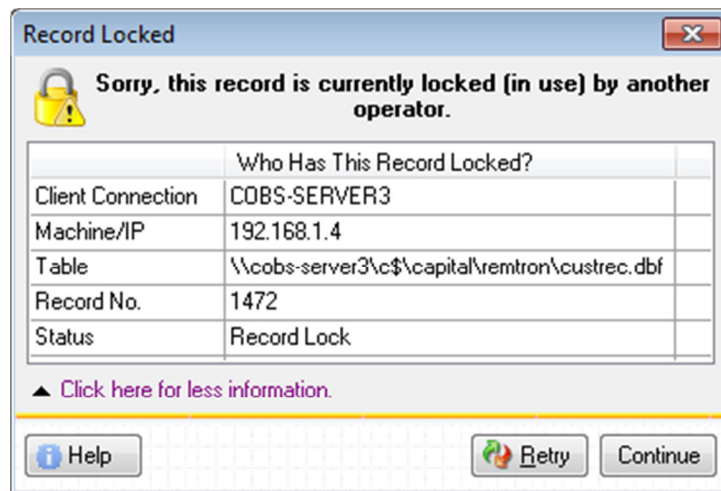 Record Locked
Sorry, this record is currently locked (in use) by another
operator.
Who Has This Record Locked?
Client Connection COBS-SERVER3
Machine/IP 192.168.1.4
Table \\cobs-server3\c$\capital\remtron\custrec.dbf
Record No. 1472
Status Record Lock
Click here for less information.
Help Retry Continue